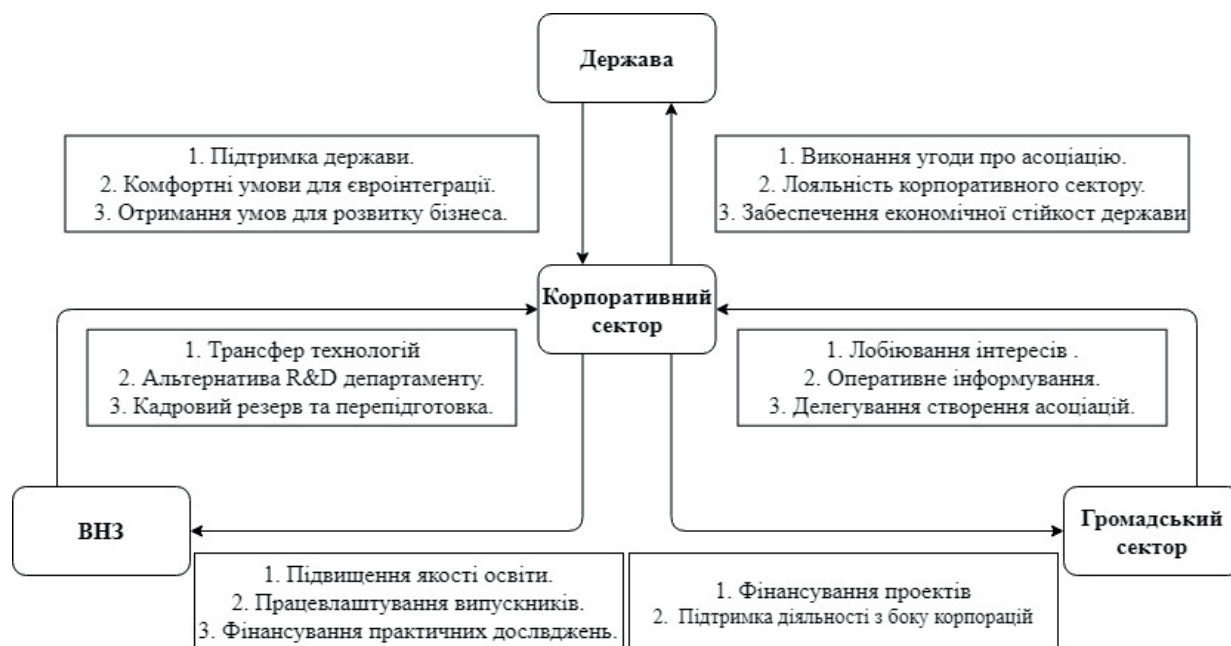 Держава
1. Підтримка держави.
2. Комфортні умови для євроінтеграції.
3. Отримання умов для розвитку бізнеса.
1. Виконання угоди про асоціацію.
2. Лояльність корпоративного сектору.
3. Забеспечення економічної стійкост держави
Корпоративний
сектор
1. Трансфер технологій
2. Альтернатива R&D департаменту.
3. Кадровий резерв та перепідготовка.
1. Лобіювання інтересів .
2. Оперативне інформування.
3. Делегування створення асоціацій.
ВНЗ
Громадський
сектор
1. Підвищення якості освіти.
2. Працевлаштування випускників.
3. Фінансування практичних дослвджень.
1. Фінансування проектів
2. Підтримка діяльності з боку корпорацій